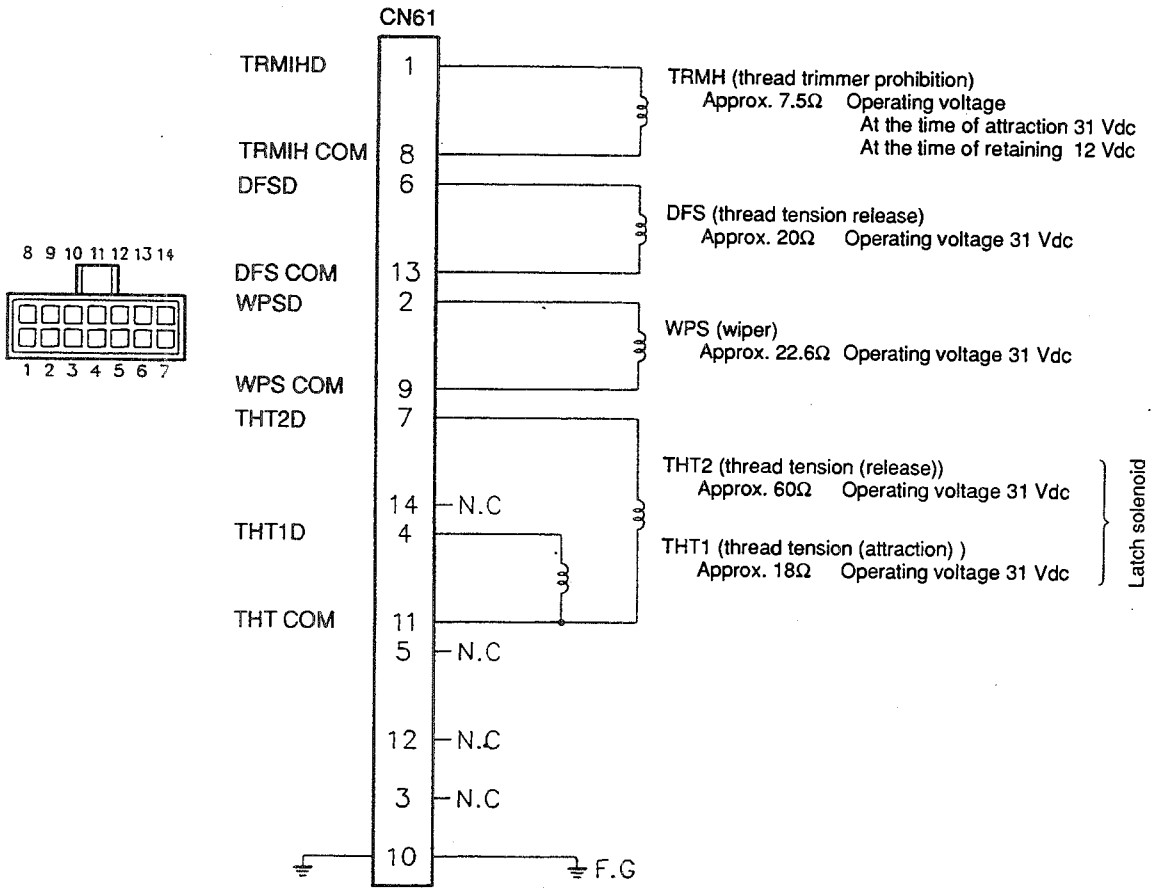 CN61
TRMIHD 1
TRMH (thread trimmer prohibition)
Approx. 7.5Ω Operating voltage
At the time of attraction 31 Vdc
At the time of retaining 12 Vdc
TRMIH COM 8
DFSD 6
DFS (thread tension release)
Approx. 20Ω Operating voltage 31 Vdc
8 9 10 11 12 13 14
1 2 3 4 5 6 7
DFS COM 13
WPSD 2
WPS (wiper)
Approx. 22.6Ω Operating voltage 31 Vdc
WPS COM 9
THT2D 7
THT2 (thread tension (release))
Approx. 60Ω Operating voltage 31 Vdc
14 N.C
THT1D 4
THT1 (thread tension (attraction) )
Approx. 18Ω Operating voltage 31 Vdc
Latch solenoid
THT COM 11
5 N.C
12 N.C
3 N.C
10 F.G